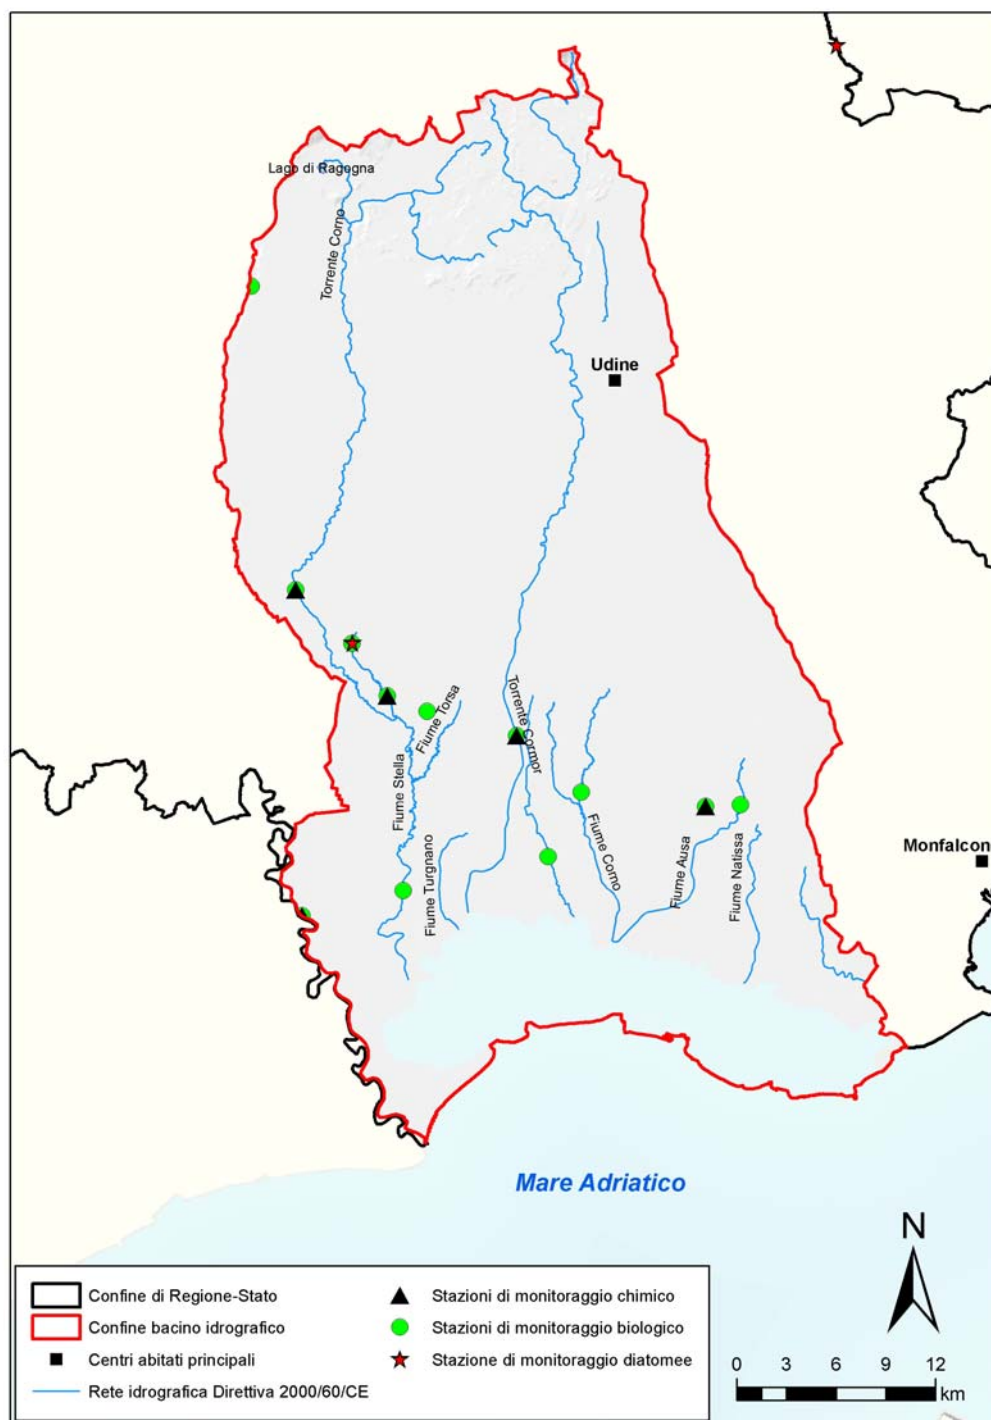 Lago di Ragogna
Torrente Corno
Udine
Fiume Torsa
Torrente Cormor
Fiume Stella
Fiume Turgnano
Fiume Corno
Fiume Ausa
Fiume Natissa
Monfalcon
Mare Adriatico
N
Confine di Regione-Stato
Confine bacino idrografico
Centri abitati principali
Rete idrografica Direttiva 2000/60/CE
Stazioni di monitoraggio chimico
Stazioni di monitoraggio biologico
Stazione di monitoraggio diatomee
0 3 6 9 12
km